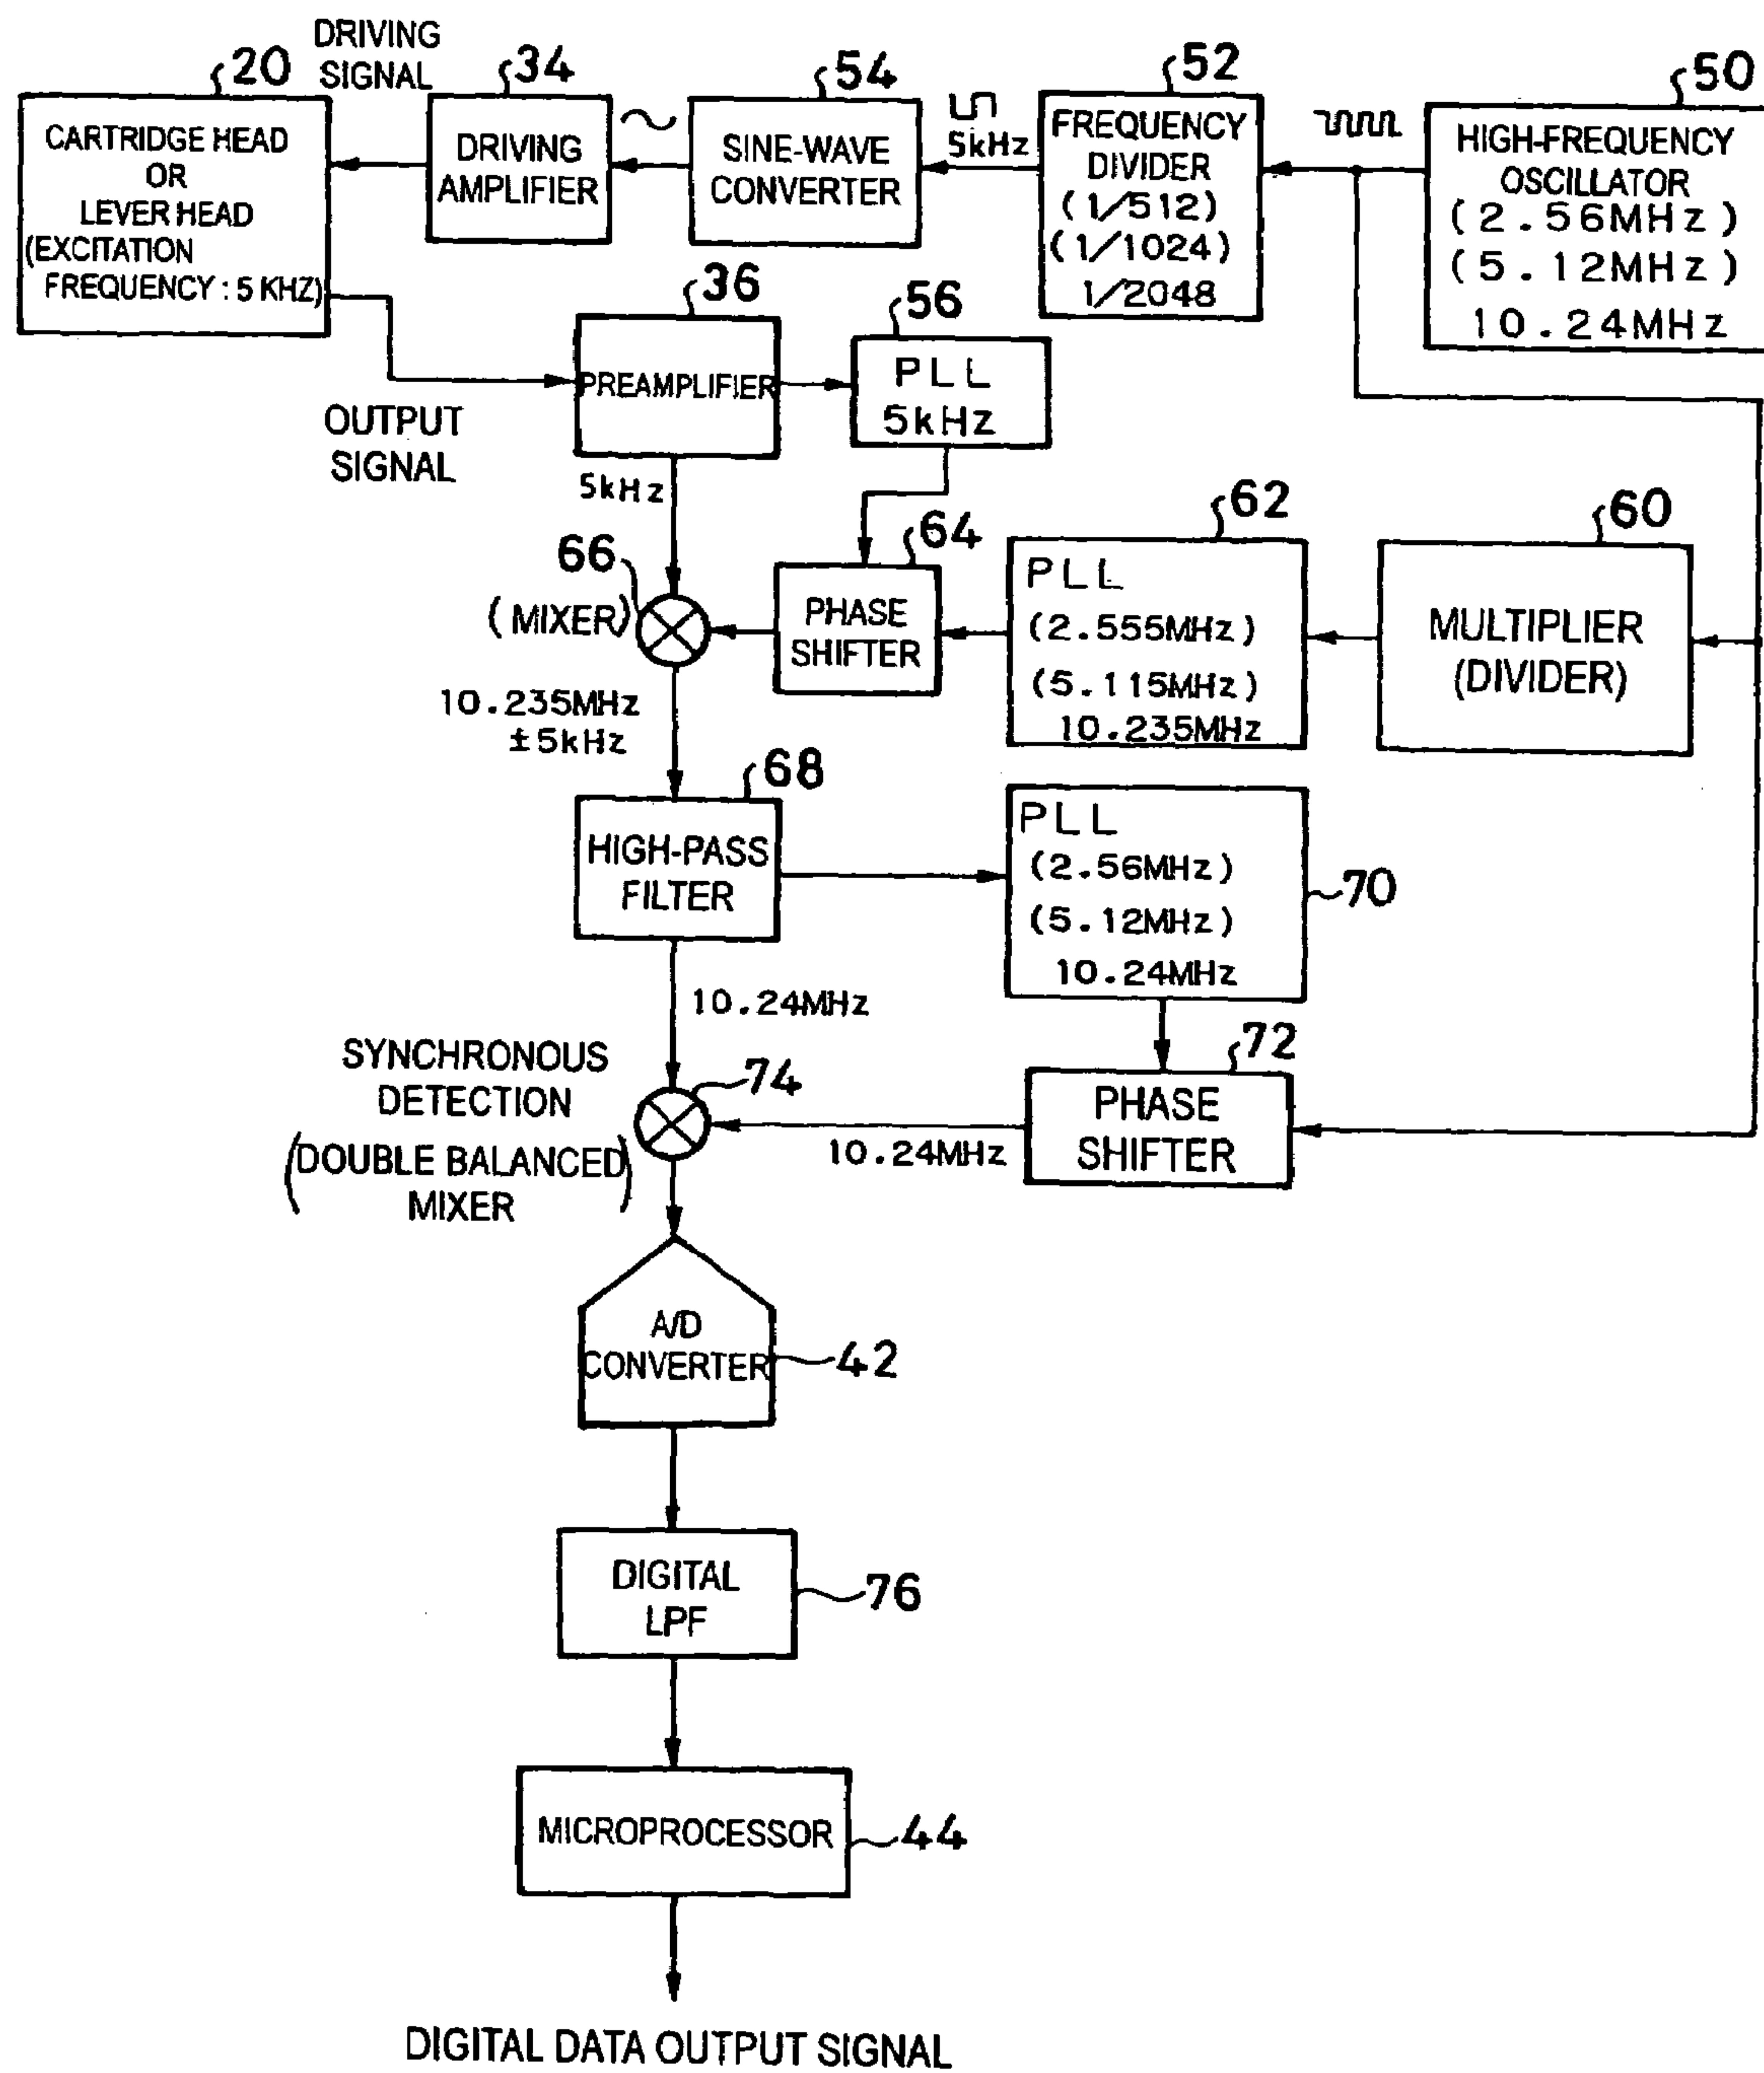 DRIVING
SIGNAL
20
34
54
52
50
CARTRIDGE HEAD
OR
LEVER HEAD
(EXCITATION
FREQUENCY : 5 KHZ)
DRIVING
AMPLIFIER
SINE-WAVE
CONVERTER
5kHz
FREQUENCY
DIVIDER
(1/512)
(1/1024)
1/2048
HIGH-FREQUENCY
OSCILLATOR
(2.56MHz)
(5.12MHz)
10.24MHz
36
56
PREAMPLIFIER
PLL
5kHz
OUTPUT
SIGNAL
5kHz
66
(MIXER)
64
PHASE
SHIFTER
62
PLL
(2.555MHz)
(5.115MHz)
10.235MHz
60
MULTIPLIER
(DIVIDER)
10.235MHz
±5kHz
68
HIGH-PASS
FILTER
PLL
(2.56MHz)
(5.12MHz)
10.24MHz
70
10.24MHz
SYNCHRONOUS
DETECTION
(DOUBLE BALANCED
MIXER)
74
10.24MHz
72
PHASE
SHIFTER
A/D
CONVERTER
42
DIGITAL
LPF
76
MICROPROCESSOR
44
DIGITAL DATA OUTPUT SIGNAL